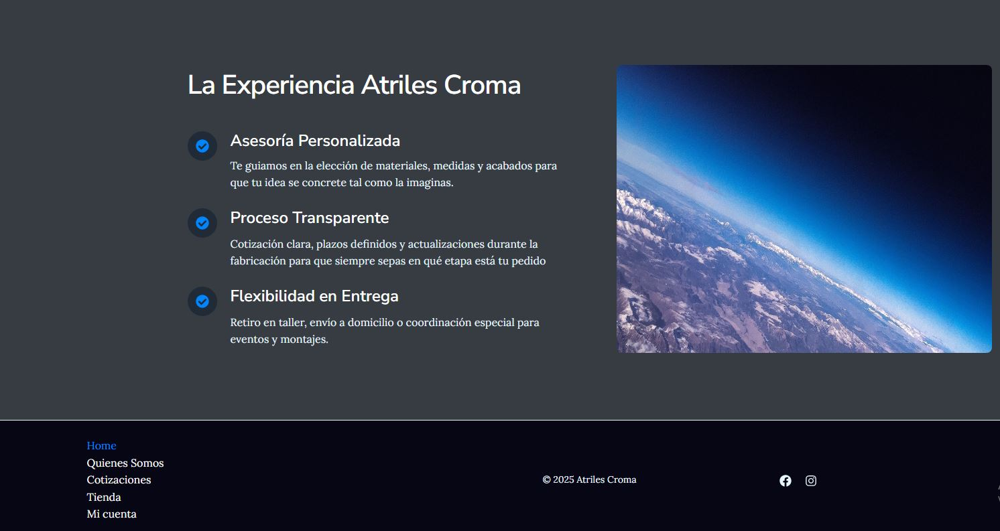 La Experiencia Atriles Croma
Asesoría Personalizada
Te guiamos en la elección de materiales, medidas y acabados para
que tu idea se concrete tal como la imaginas.
Proceso Transparente
Cotización clara, plazos definidos y actualizaciones durante la
fabricación para que siempre sepas en qué etapa está tu pedido
Flexibilidad en Entrega
Retiro en taller, envío a domicilio o coordinación especial para
eventos y montajes.
Home
Quienes Somos
Cotizaciones
Tienda
Mi cuenta
© 2025 Atriles Croma